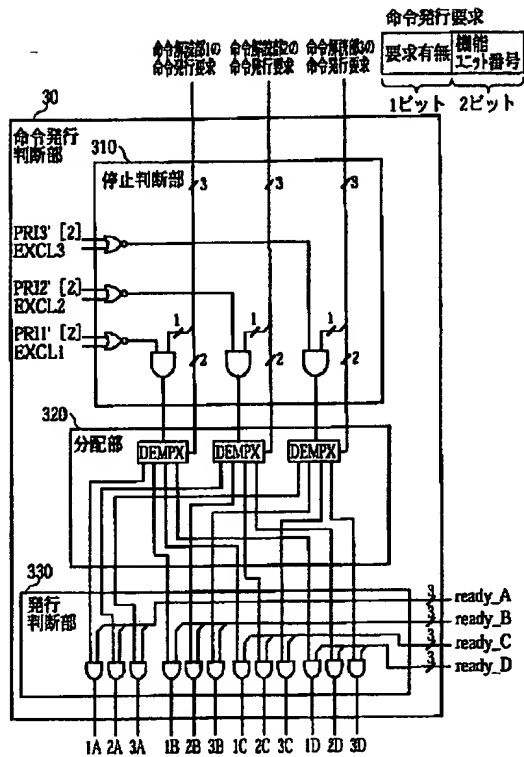 命令発行要求
要求有無
機能
ユニット番号
1ビット 2ビット
命令解読部1の
命令発行要求
命令解読部2の
命令発行要求
命令解読部3の
命令発行要求
30
命令発行
判断部
310
停止判断部
3 3 3
PRI3' [2]
EXCL3
PRI2' [2]
EXCL2
PRI1' [2]
EXCL1
1 1 1
2 2 2
320
分配部
DEMPX DEMPX DEMPX
330
発行
判断部
3 ready_A
3 ready_B
3 ready_C
3 ready_D
1A 2A 3A 1B 2B 3B 1C 2C 3C 1D 2D 3D